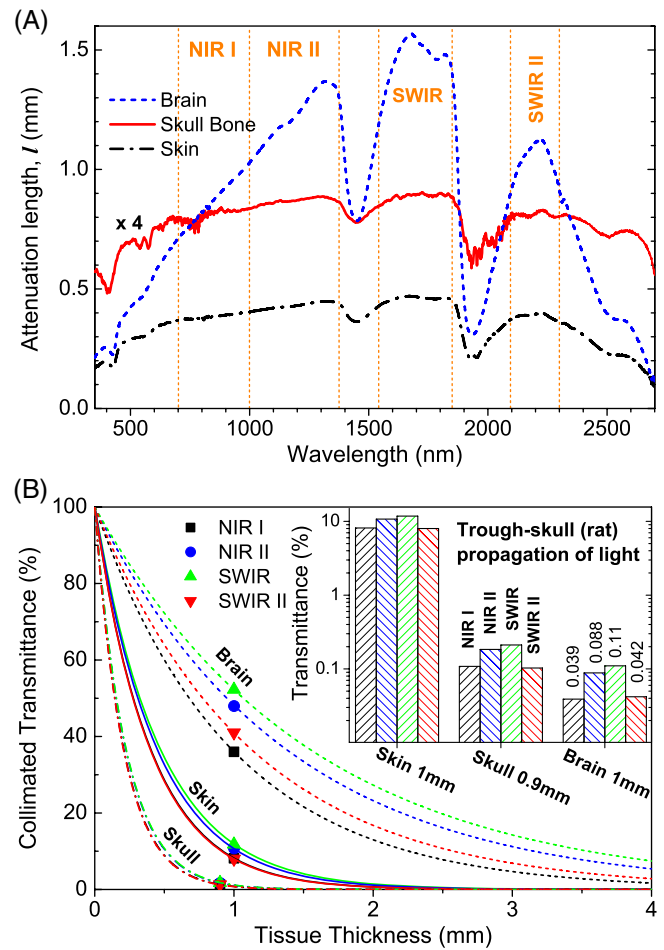 (A)
1.5
1.0
0.5
0.0
Attenuation length, l (mm)
NIR I
NIR II
SWIR
SWIR II
Brain
Skull Bone
Skin
x 4
500
1000
1500
2000
2500
Wavelength (nm)
(B)
100
80
60
40
20
0
Collimated Transmittance (%)
NIR I
NIR II
SWIR
SWIR II
Brain
Skin
Skull
0
1
2
3
4
Tissue Thickness (mm)
10
1
0.1
Transmittance (%)
Trough-skull (rat)
propagation of light
NIR I
NIR II
SWIR
SWIR II
0.039
0.088
0.11
0.042
Skin 1mm
Skull 0.9mm
Brain 1mm